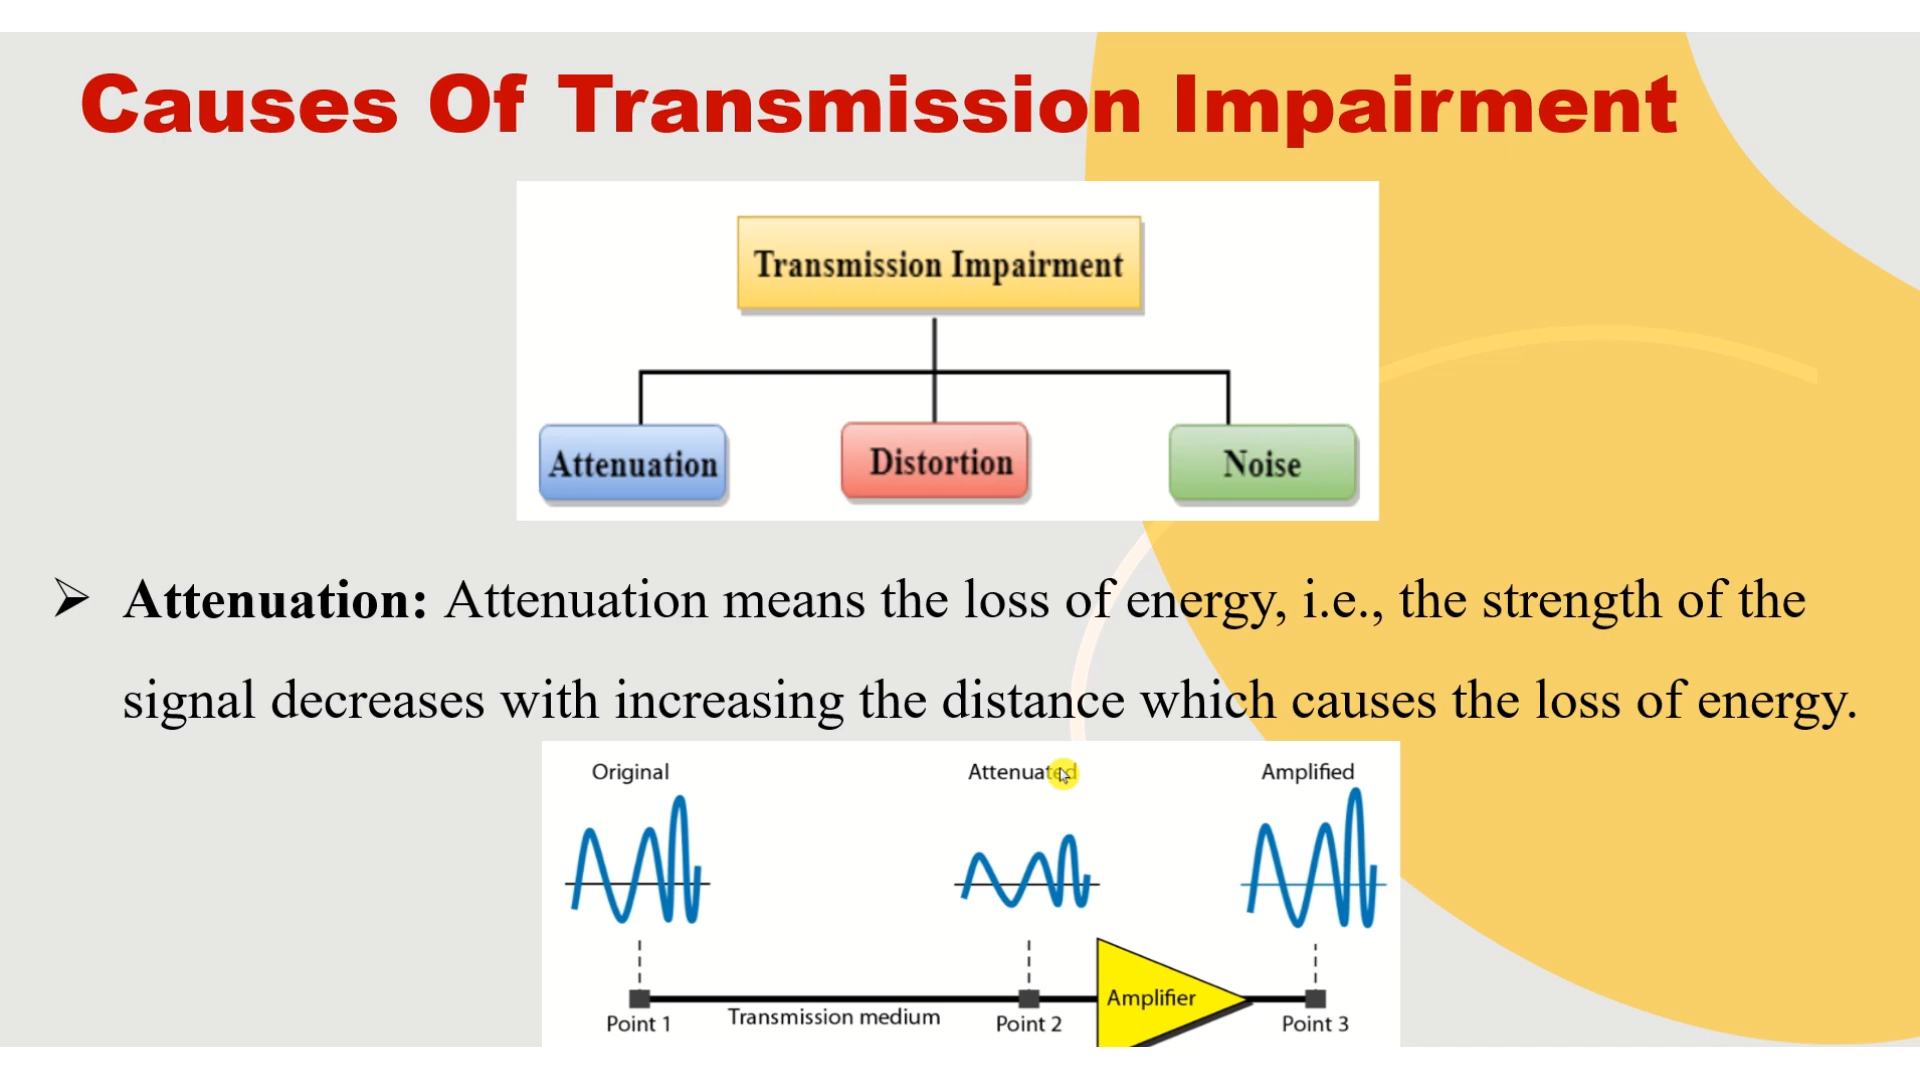 Causes Of Transmission Impairment
Transmission Impairment
Attenuation
Distortion
Noise
➢ Attenuation: Attenuation means the loss of energy, i.e., the strength of the
signal decreases with increasing the distance which causes the loss of energy.
Original
Attenuated
Amplified
Amplifier
Transmission medium
Point 1
Point 2
Point 3